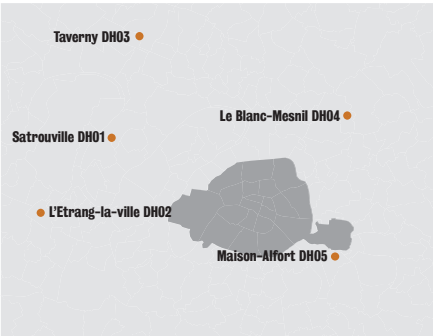 Taverny DH03
Le Blanc-Mesnil DH04
Satrouville DH01
L'Etrang-la-ville DH02
Maison-Alfort DH05